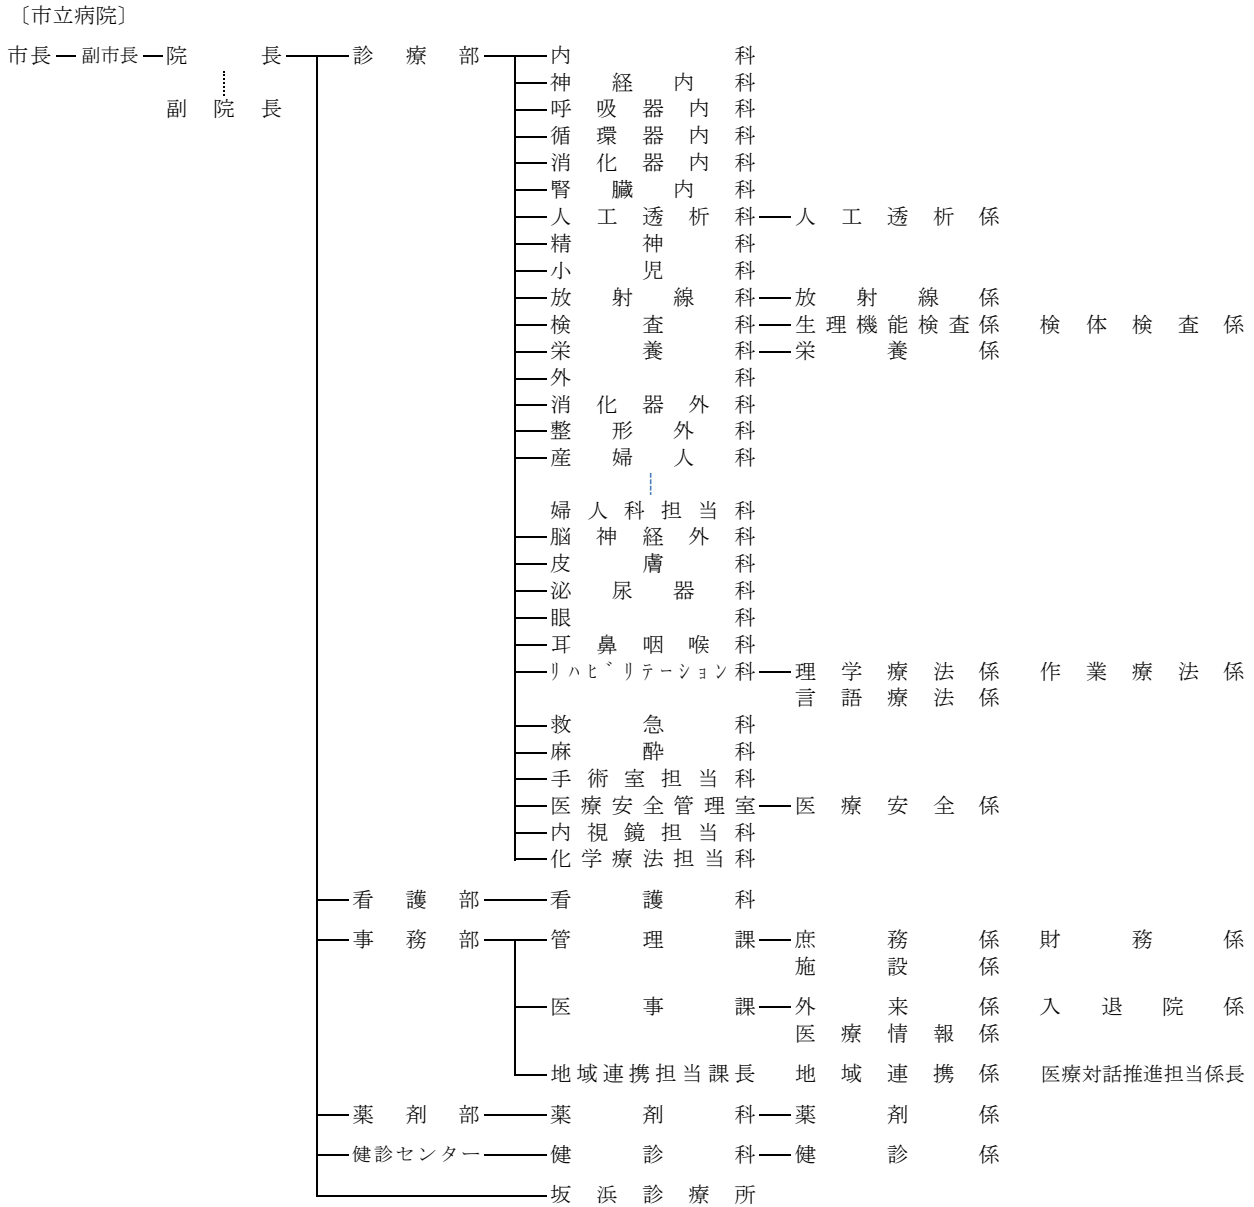 〔市立病院〕
市長 副市長 院長 診療部 内科
神経内科
副院長 呼吸器内科
循環器内科
消化器内科
腎臓内科
人工透析科 人工透析係
精神科
小児科
放射線科 放射線係
検査科 生理機能検査係 検体検査係
栄養科 栄養係
外科
消化器外科
整形外科
産婦人科
婦人科担当科
脳神経外科
皮膚科
泌尿器科
眼科
耳鼻咽喉科
ﾘﾊﾋﾞﾘﾃｰｼｮﾝ科 理学療法係 作業療法係
言語療法係
救急科
麻酔科
手術室担当科
医療安全管理室 医療安全係
内視鏡担当科
化学療法担当科
看護部 看護科
事務部 管理課 庶務係 財務係
施設係
医事課 外来係 入退院係
医療情報係
地域連携担当課長 地域連携係 医療対話推進担当係長
薬剤部 薬剤科 薬剤係
健診センター 健診科 健診係
坂浜診療所